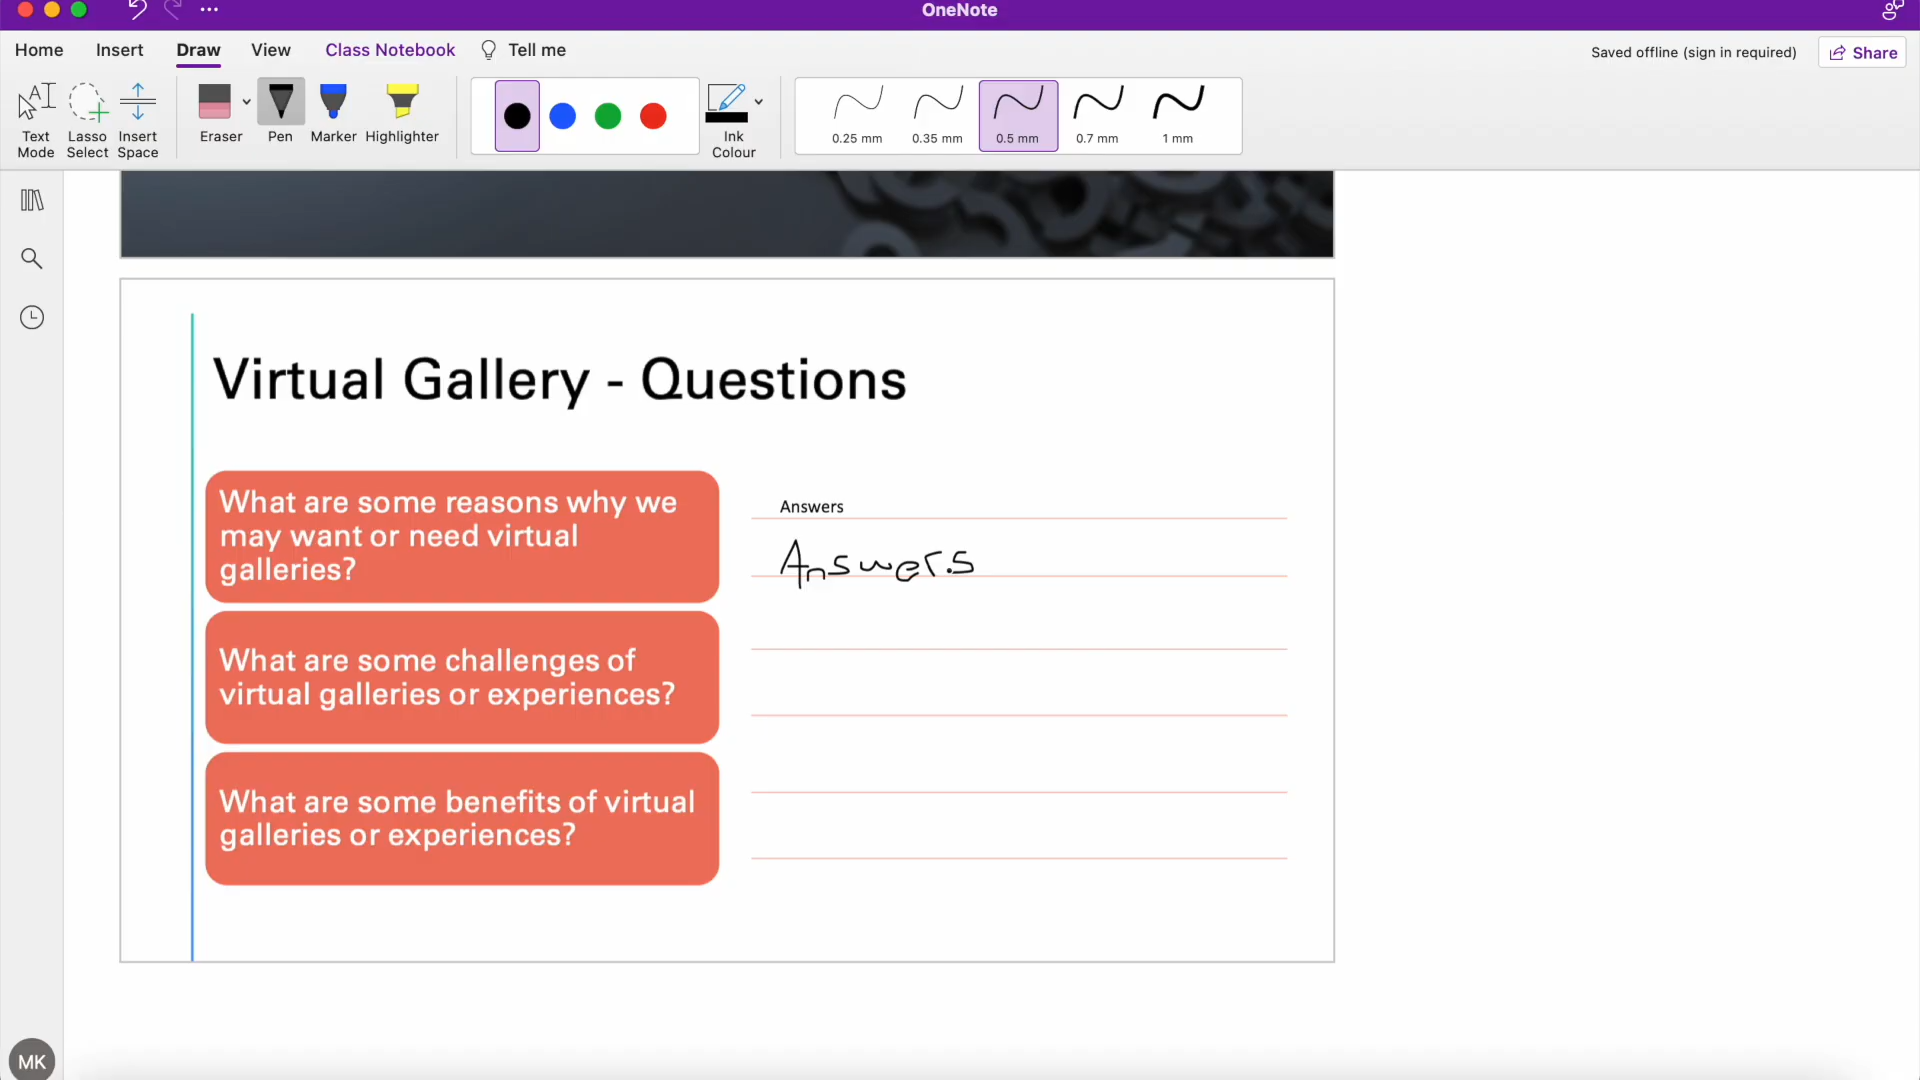 OneNote
Home Insert Draw View Class Notebook Tell me
Saved offline (sign in required) Share
Text Mode
Lasso Select
Insert Space
Eraser
Pen
Marker
Highlighter
Ink Colour
0.25 mm
0.35 mm
0.5 mm
0.7 mm
1 mm
Virtual Gallery - Questions
What are some reasons why we
may want or need virtual
galleries?
Answers
Answers
What are some challenges of
virtual galleries or experiences?
What are some benefits of virtual
galleries or experiences?
MK